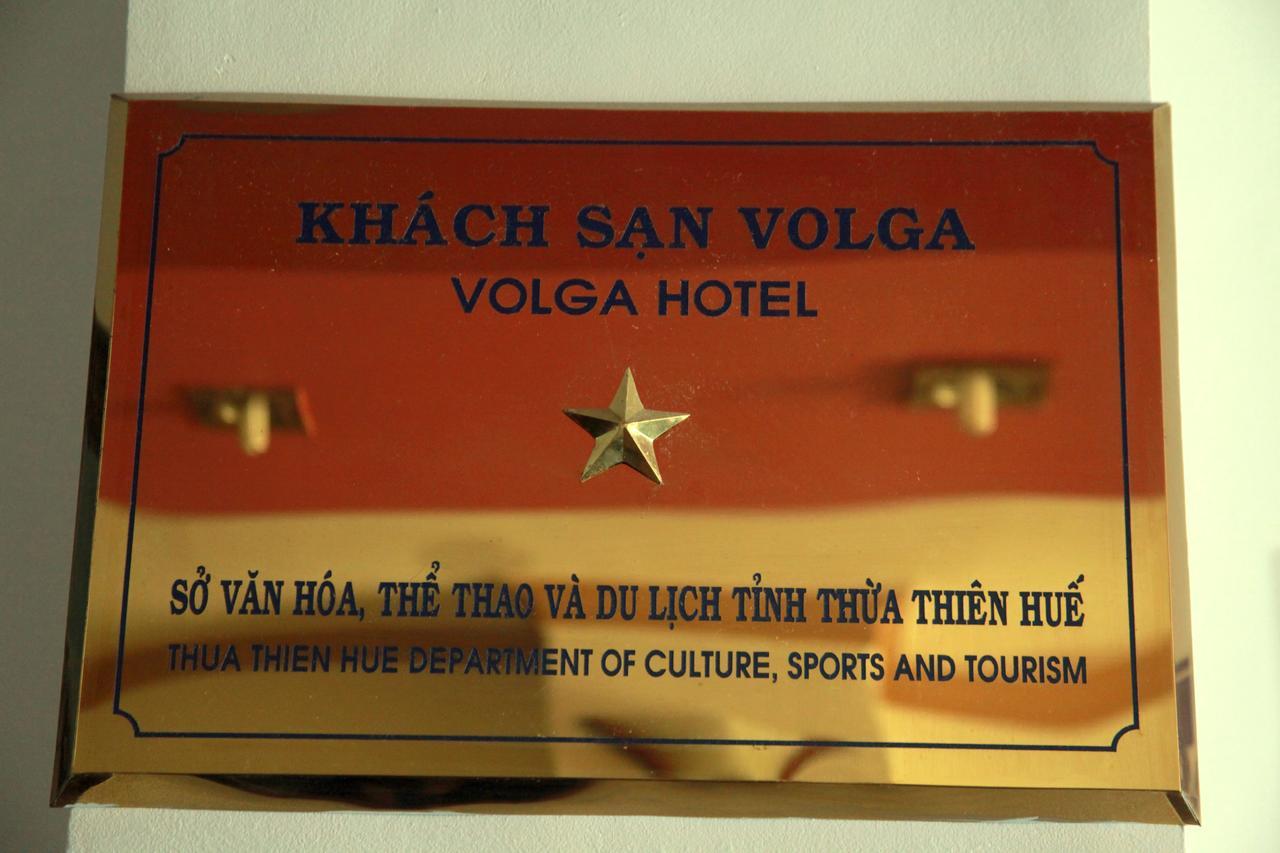 KHÁCH SẠN VOLGA
VOLGA HOTEL
SỞ VĂN HÓA, THỂ THAO VÀ DU LỊCH TỈNH THỪA THIÊN HUẾ
THUA THIEN HUE DEPARTMENT OF CULTURE, SPORTS AND TOURISM